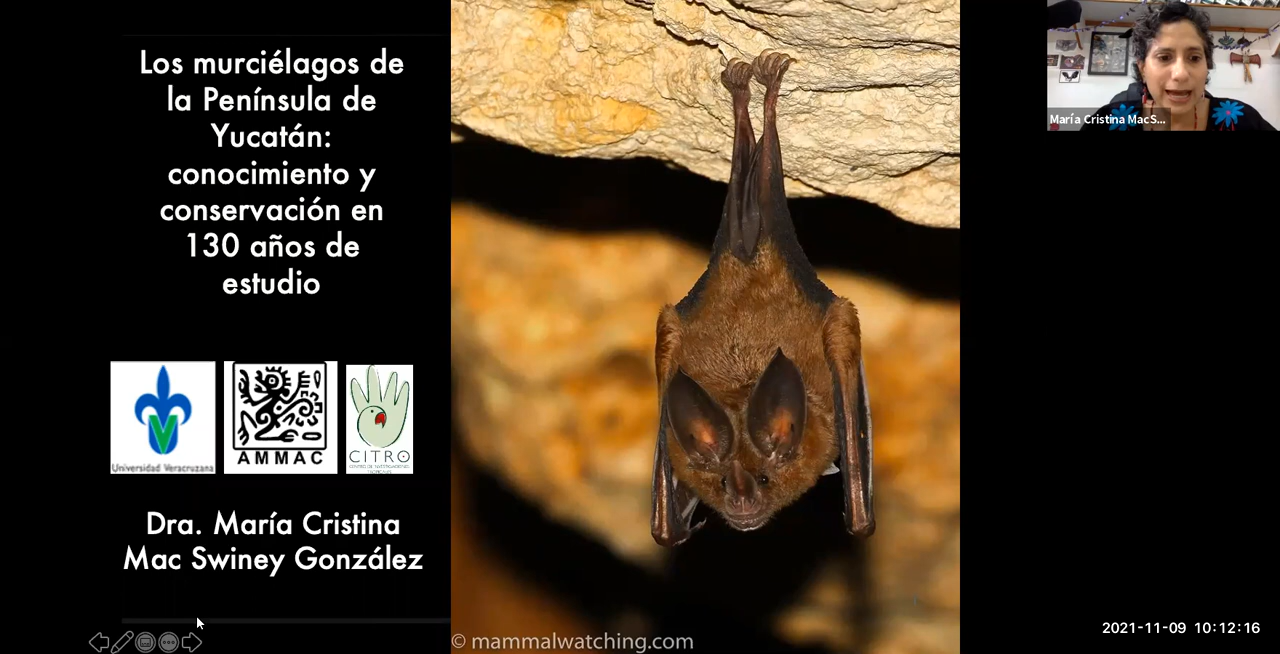 Los murciélagos de
la Península de
Yucatán:
conocimiento y
conservación en
130 años de
estudio
Universidad Veracruzana
AMMAC
CITRO
Dra. María Cristina
Mac Swiney González
© mammalwatching.com
María Cristina MacS...
2021-11-09 10:12:16